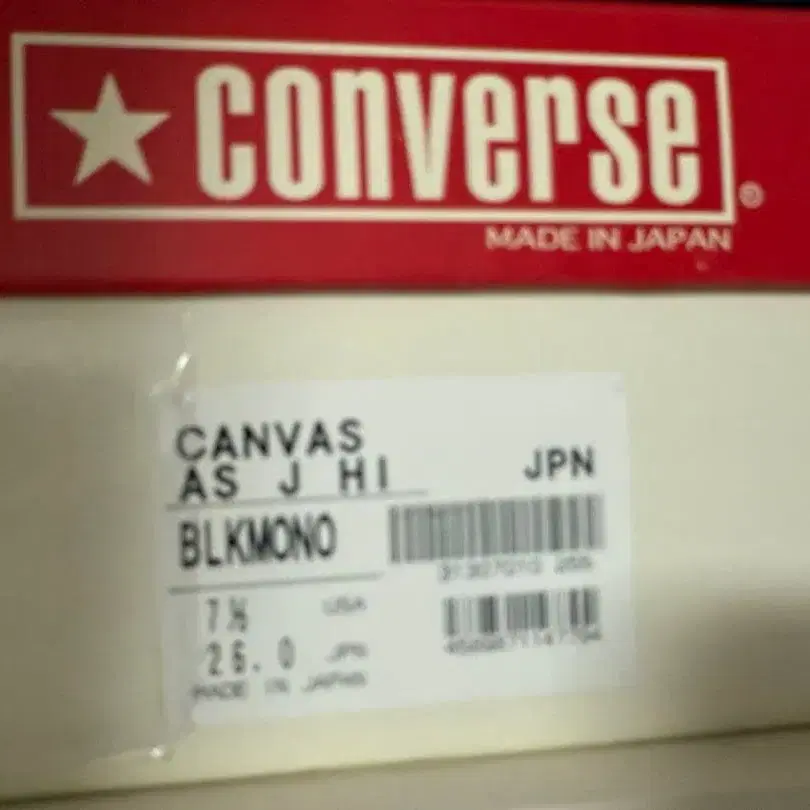 CONVERSE
MADE IN JAPAN
CANVAS
AS J HI
JPN
BLKMONO
7½ USA
26.0 JPN
MADE IN JAPAN